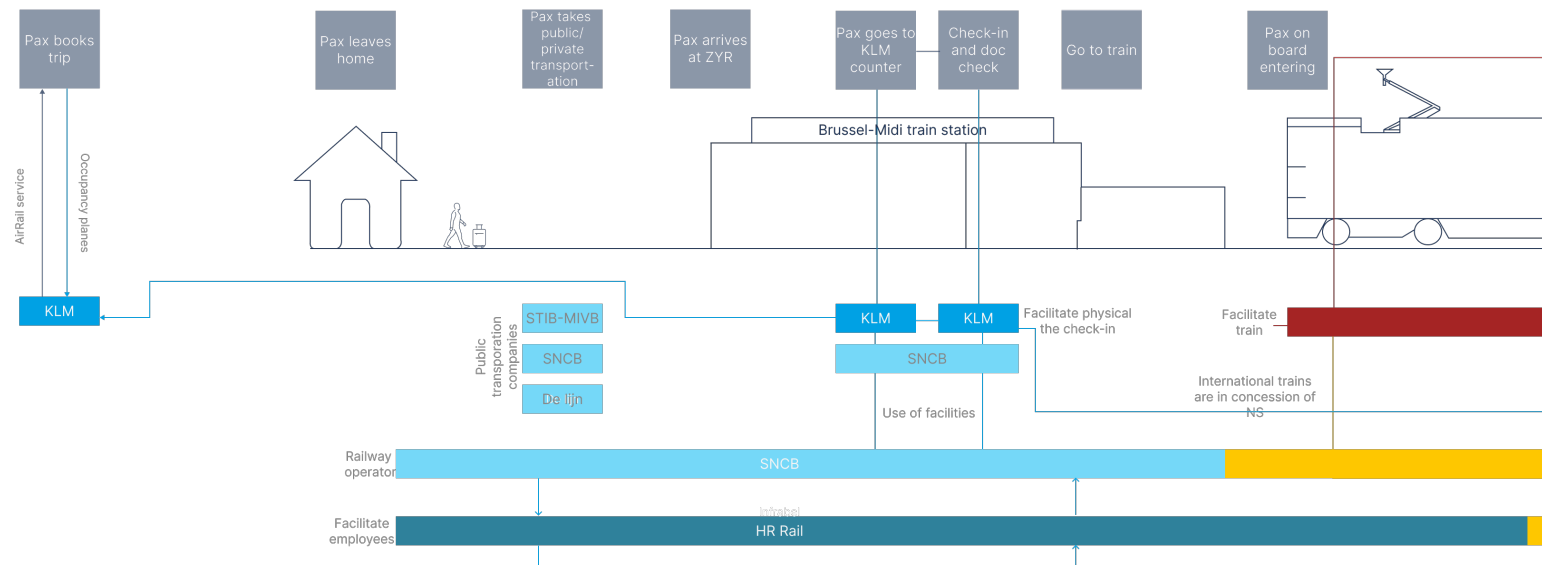 Pax books
trip
Pax leaves
home
Pax takes
public/
private
transport-
ation
Pax arrives
at ZYR
Pax goes to
KLM
counter
Check-in
and doc
check
Go to train
Pax on
board
entering
Brussel-Midi train station
AirRail service
Occupancy planes
KLM
Public
transporation
companies
STIB-MIVB
SNCB
De lijn
KLM
KLM
Facilitate physical
the check-in
SNCB
Use of facilities
Facilitate
train
International trains
are in concession of
NS
Railway
operator
SNCB
Infrabel
Facilitate
employees
HR Rail